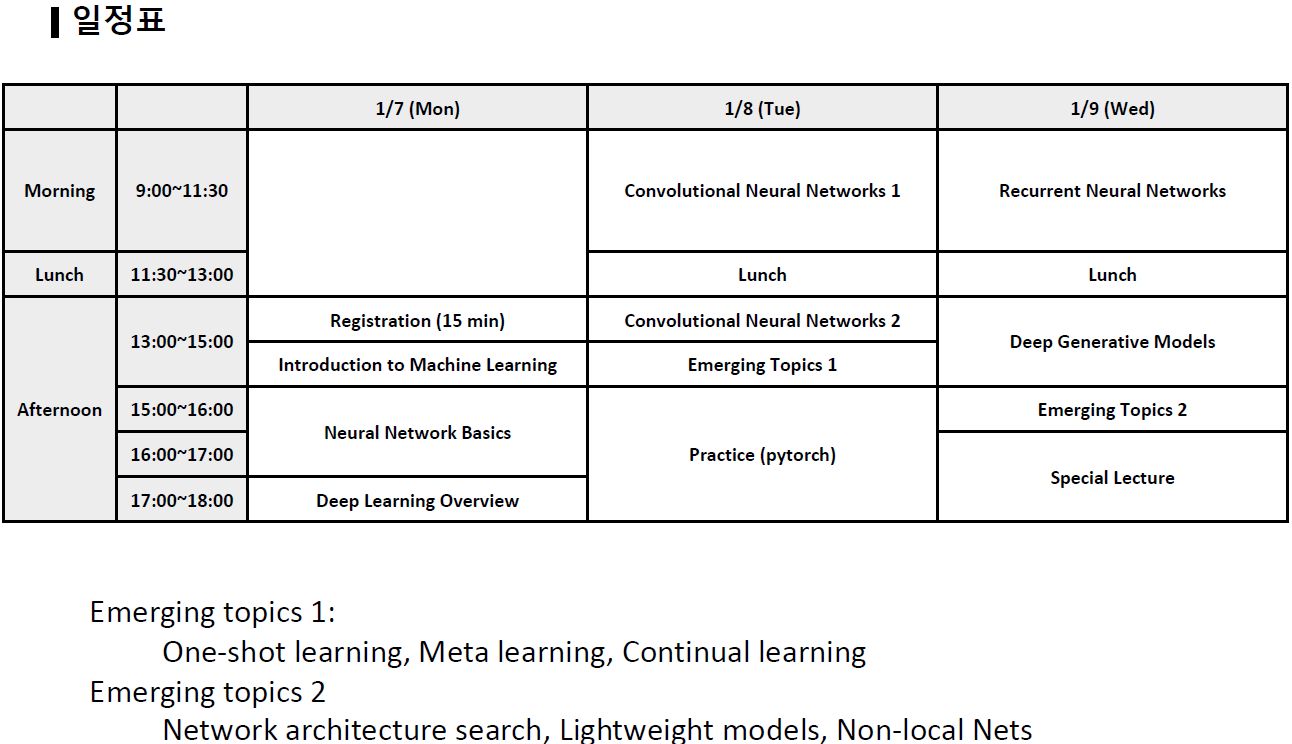 일정표
1/7 (Mon) 1/8 (Tue) 1/9 (Wed)
Morning 9:00~11:30 Convolutional Neural Networks 1 Recurrent Neural Networks
Lunch 11:30~13:00 Lunch Lunch
Afternoon
13:00~15:00 Registration (15 min) Convolutional Neural Networks 2 Deep Generative Models
Introduction to Machine Learning Emerging Topics 1
15:00~16:00 Neural Network Basics Practice (pytorch) Emerging Topics 2
16:00~17:00 Special Lecture
17:00~18:00 Deep Learning Overview
Emerging topics 1:
One-shot learning, Meta learning, Continual learning
Emerging topics 2
Network architecture search, Lightweight models, Non-local Nets